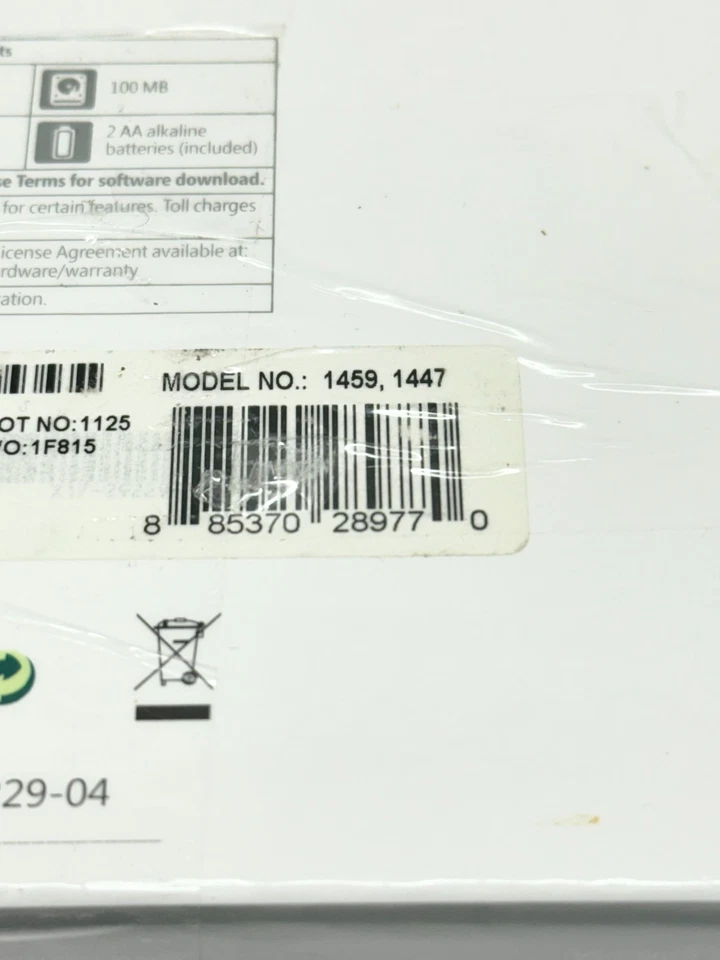 ts
100 MB
2 AA alkaline
batteries (included)
se Terms for software download.
for certain features. Toll charges
icense Agreement available at:
rdware/warranty
ation.
MODEL NO.: 1459, 1447
OT NO:1125
/O:1F815
8 85370 28977 0
29-04